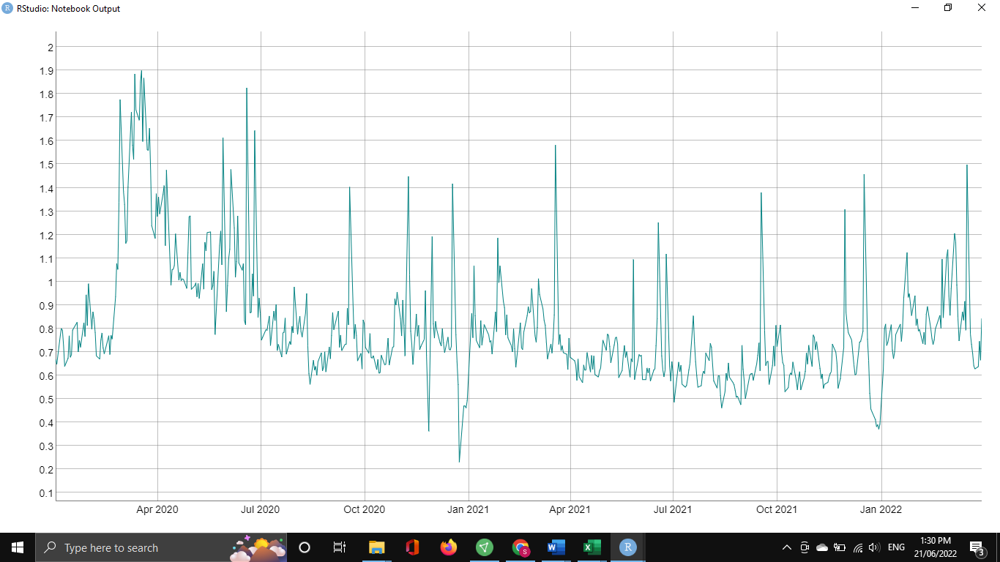 R RStudio: Notebook Output
2
1.9
1.8
1.7
1.6
1.5
1.4
1.3
1.2
1.1
1
0.9
0.8
0.7
0.6
0.5
0.4
0.3
0.2
0.1
Apr 2020 Jul 2020 Oct 2020 Jan 2021 Apr 2021 Jul 2021 Oct 2021 Jan 2022
Type here to search
S
W
X
R
ENG
1:30 PM
21/06/2022
3